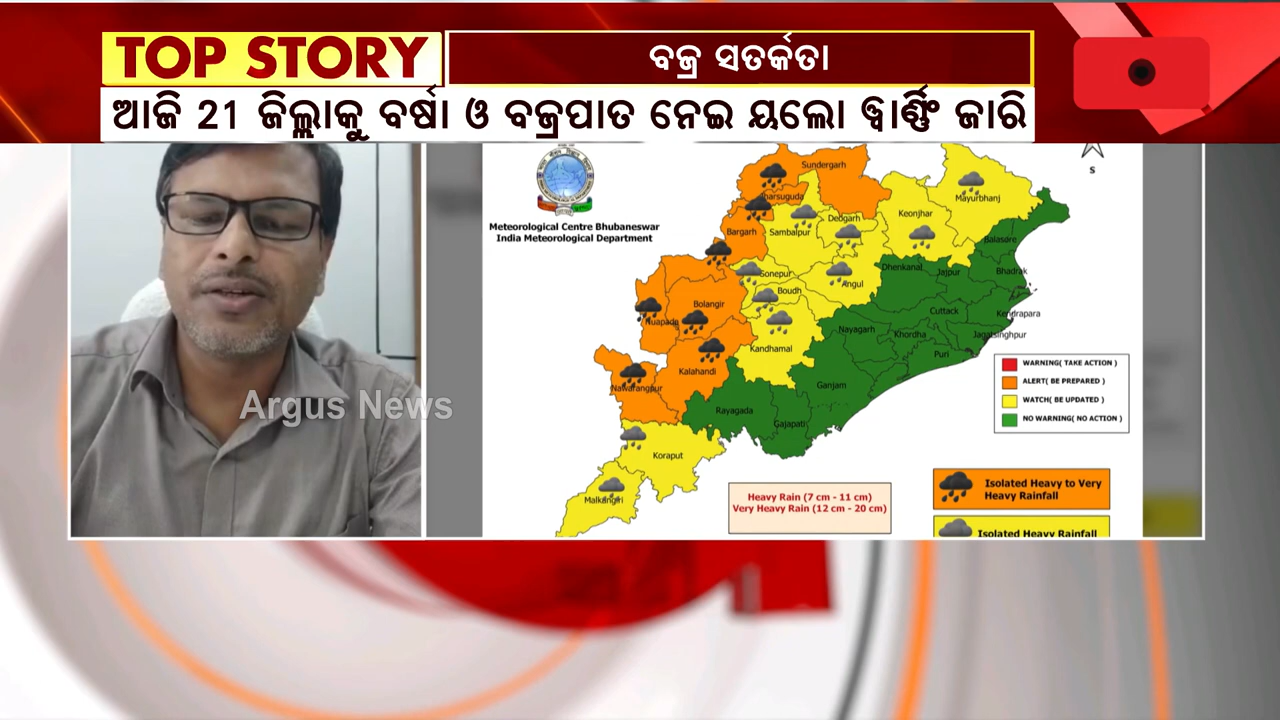 TOP STORY
ବଜ୍ର ସତର୍କତା
ଆଜି 21 ଜିଲ୍ଲାକୁ ବର୍ଷା ଓ ବଜ୍ରପାତ ନେଇ ୟଲୋ ୱାର୍ଣ୍ଣିଂ ଜାରି
Meteorological Centre Bhubaneswar
India Meteorological Department
S
Sundergarh
Mayurbhanj
Keonjhar
Deogarh
Bargarh
Sambalpur
Balasore
Sonepur
Dhenkanal
Jajpur
Bhadrak
Angul
Boudh
Bolangir
Cuttack
Kendrapara
Nuapada
Nayagarh
Khordha
Jagatsinghpur
Kandhamal
Puri
Kalahandi
Nawarangpur
Ganjam
Rayagada
Gajapati
Koraput
Malkangiri
WARNING( TAKE ACTION )
ALERT( BE PREPARED )
WATCH( BE UPDATED )
NO WARNING( NO ACTION )
Argus News
Heavy Rain (7 cm - 11 cm)
Very Heavy Rain (12 cm - 20 cm)
Isolated Heavy to Very
Heavy Rainfall
Isolated Heavy Rainfall